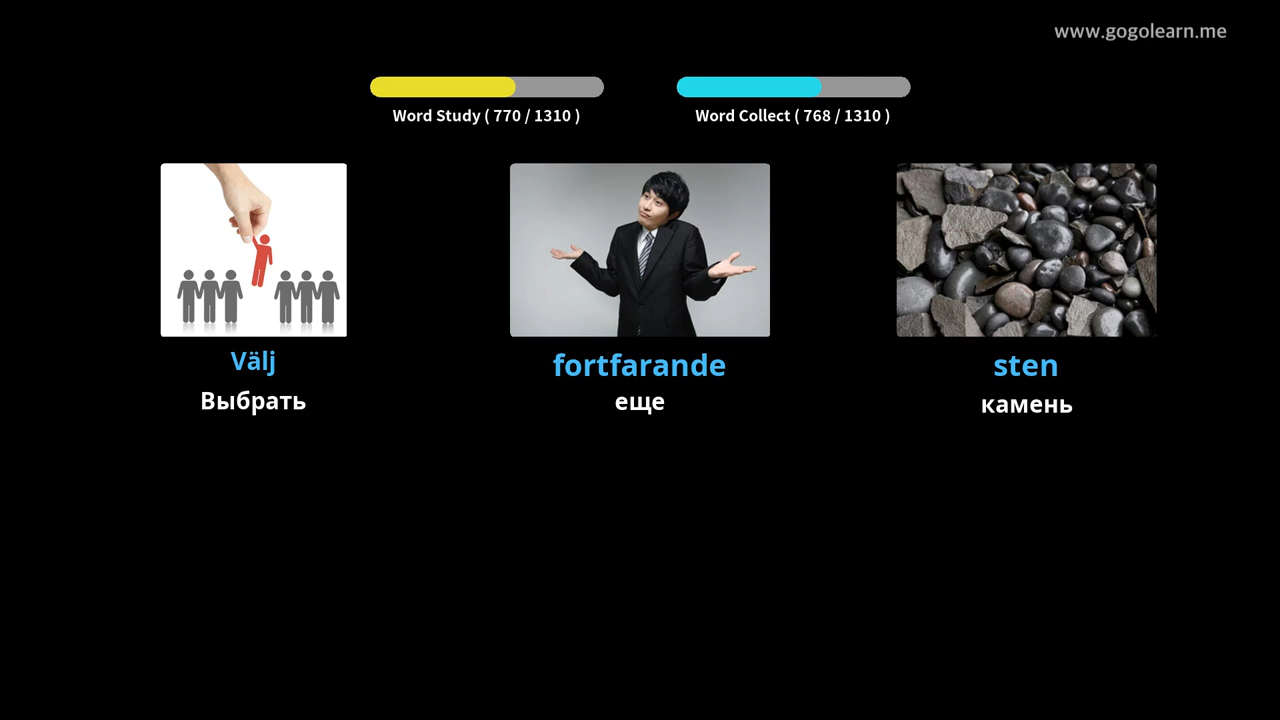 www.gogolearn.me
Word Study ( 770 / 1310 )
Word Collect ( 768 / 1310 )
Välj
fortfarande
sten
Выбрать
еще
камень